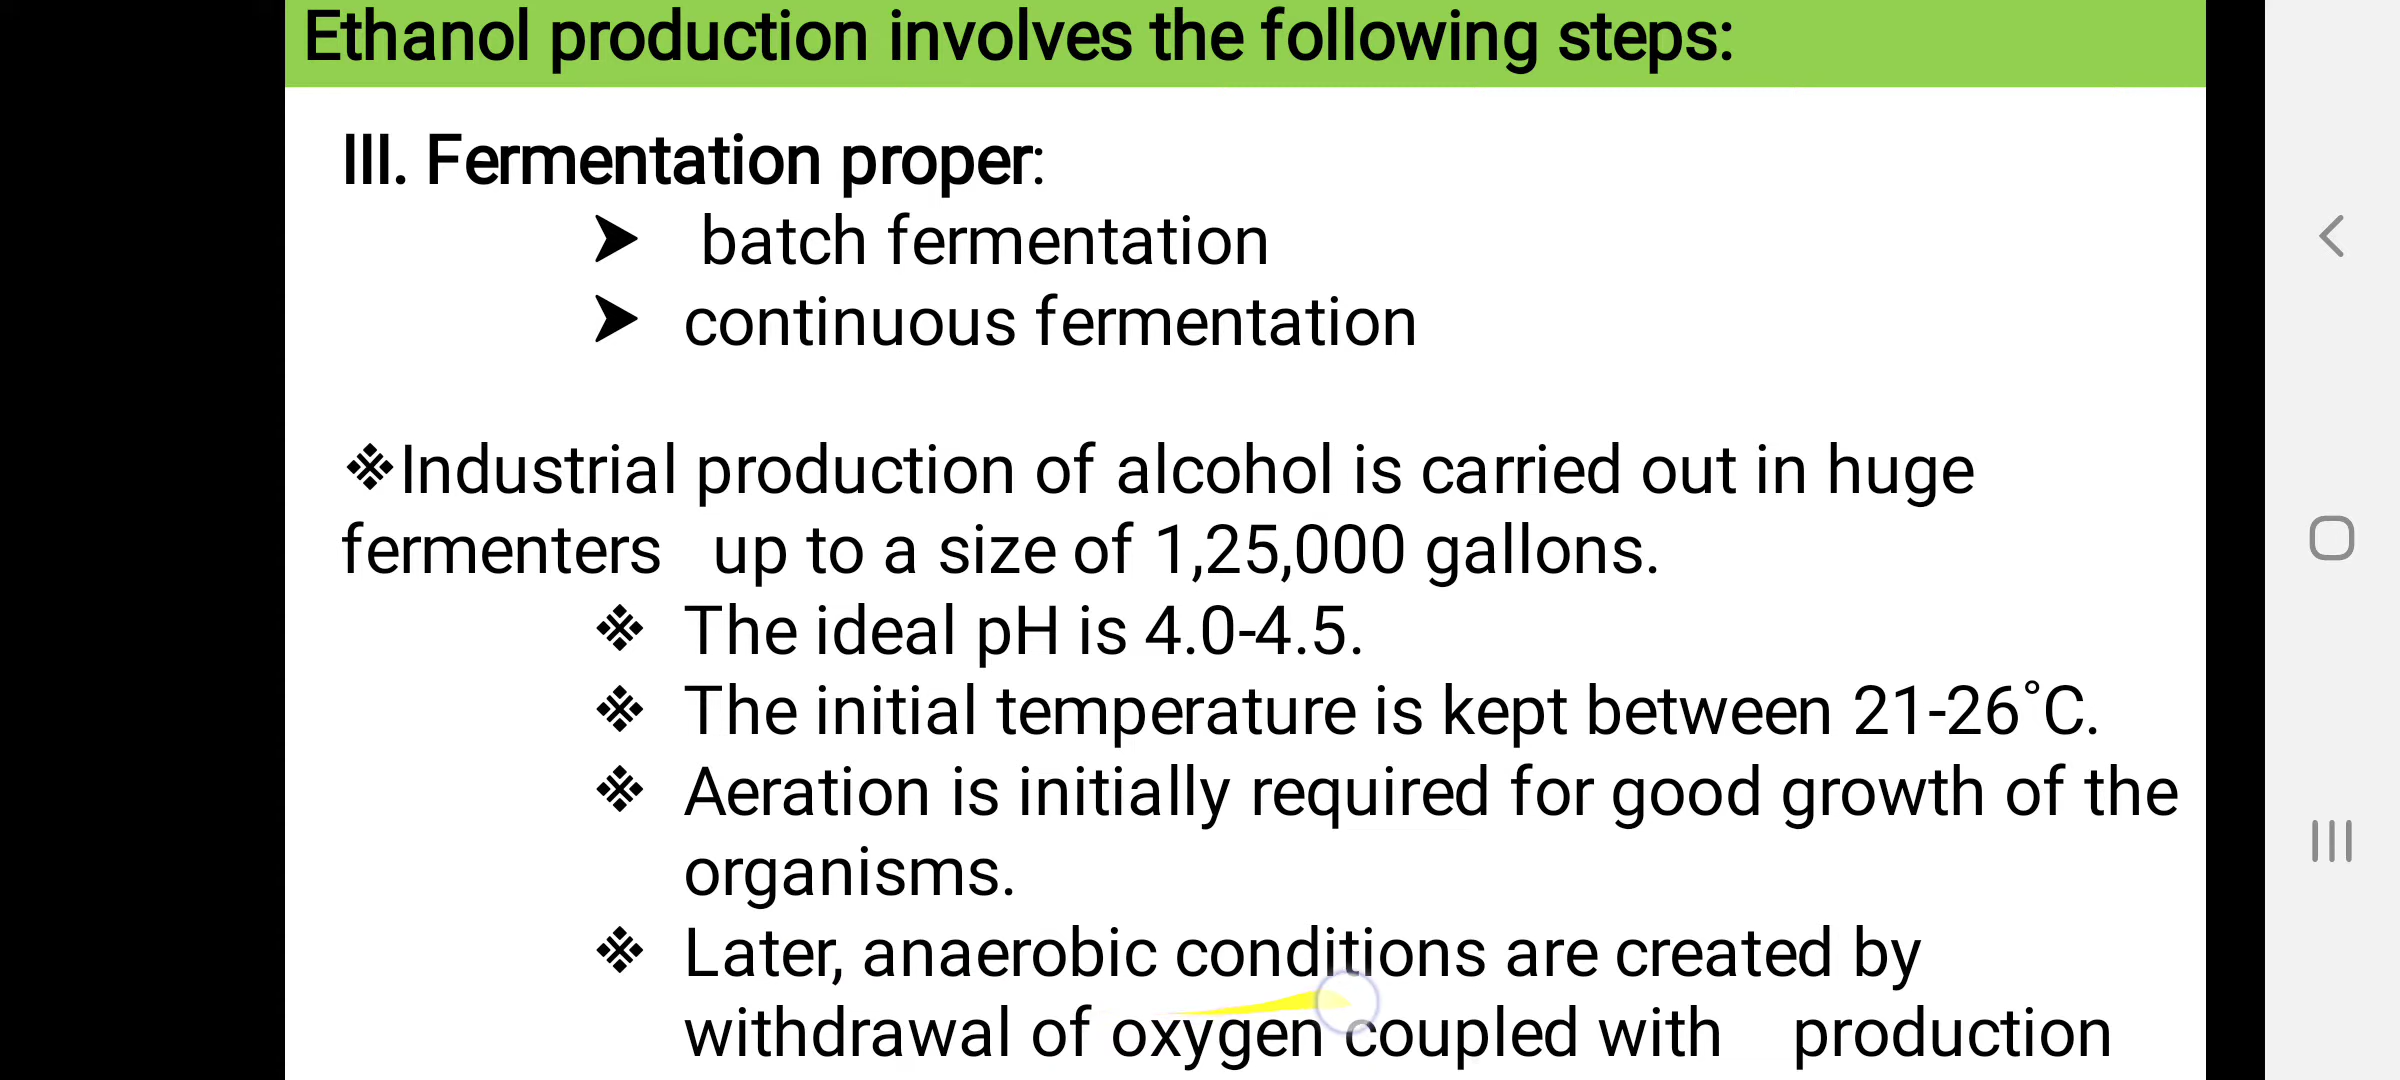 Ethanol production involves the following steps:
III. Fermentation proper:
➤ batch fermentation
➤ continuous fermentation
❖Industrial production of alcohol is carried out in huge
fermenters up to a size of 1,25,000 gallons.
❖ The ideal pH is 4.0-4.5.
❖ The initial temperature is kept between 21-26˚C.
❖ Aeration is initially required for good growth of the
organisms.
❖ Later, anaerobic conditions are created by
withdrawal of oxygen coupled with production